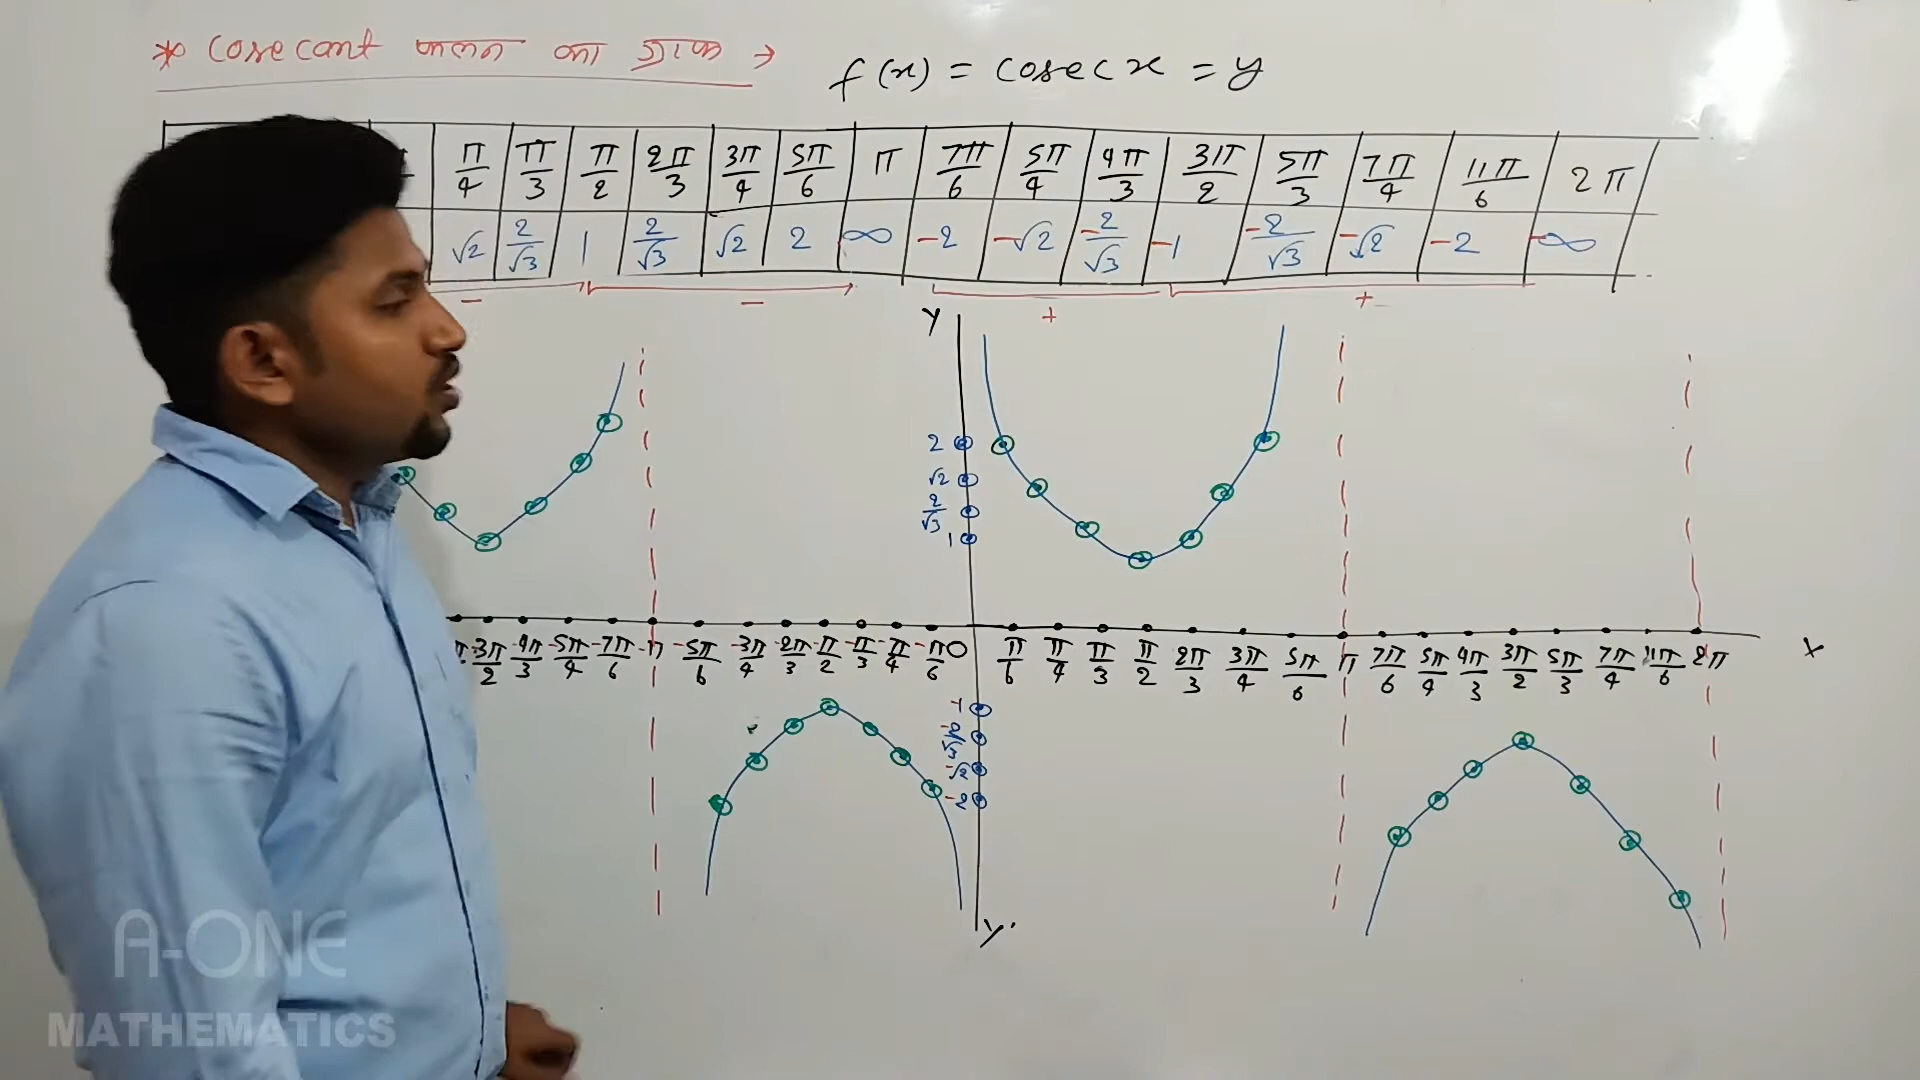 * Cosecant फलन का ग्राफ → f(x) = cosec x = y
π/4 π/3 π/2 2π/3 3π/4 5π/6 π 7π/6 5π/4 4π/3 3π/2 5π/3 7π/4 11π/6 2π
√2 2/√3 1 2/√3 √2 2 ∞ -2 -√2 -2/√3 -1 -2/√3 -√2 -2 -∞
- - + +
Y
2
√2
2/√3
1
-3π/2 -4π/3 -5π/4 -7π/6 -π -5π/6 -3π/4 -2π/3 -π/2 -π/3 -π/4 -π/6 0 π/6 π/4 π/3 π/2 2π/3 3π/4 5π/6 π 7π/6 5π/4 4π/3 3π/2 5π/3 7π/4 11π/6 2π X
-1
-√2
-2
Y'
A-ONE
MATHEMATICS